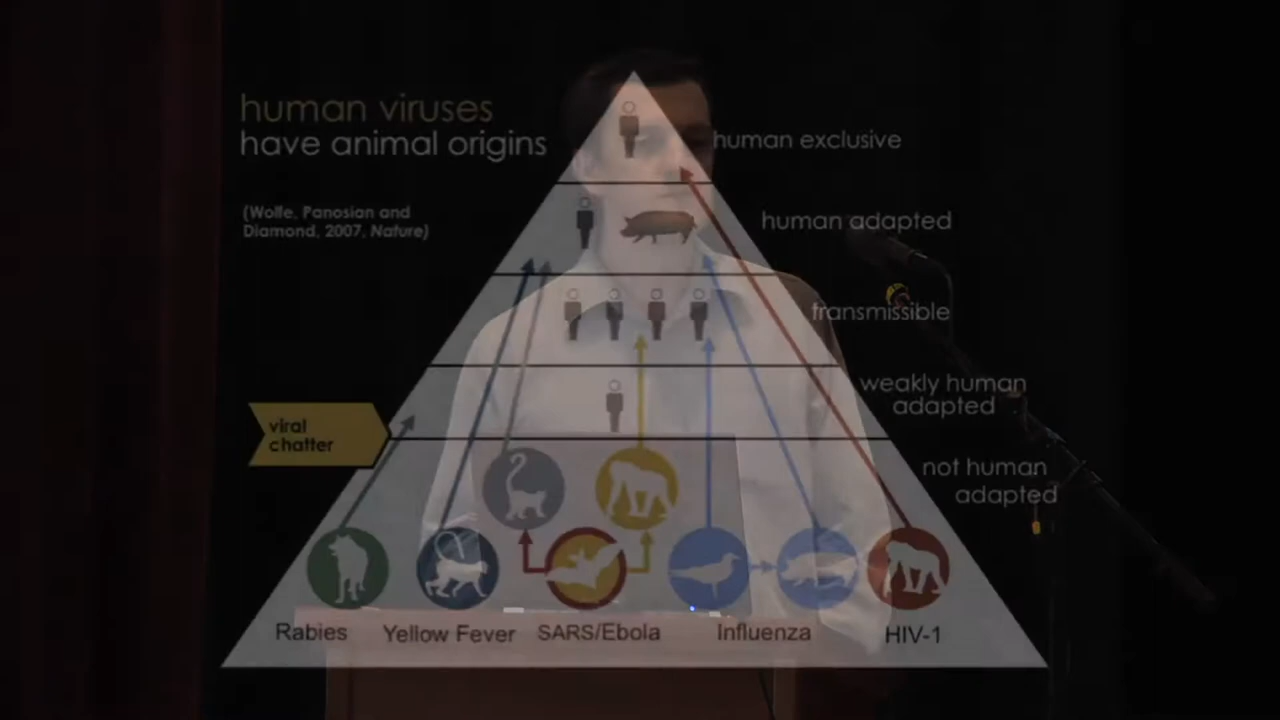 human viruses
have animal origins
(Wolfe, Panosian and
Diamond, 2007, Nature)
human exclusive
human adapted
transmissible
weakly human
adapted
viral
chatter
not human
adapted
Rabies
Yellow Fever
SARS/Ebola
Influenza
HIV-1